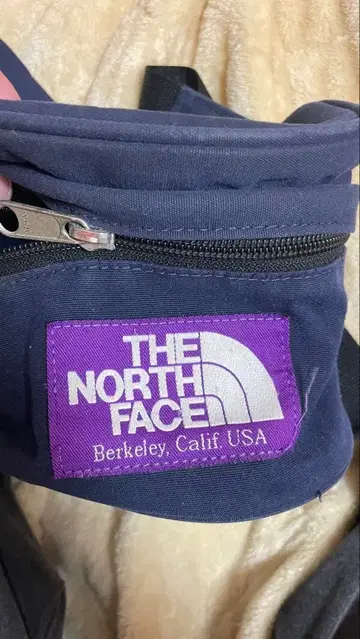 THE
NORTH
FACE
Berkeley, Calif. USA